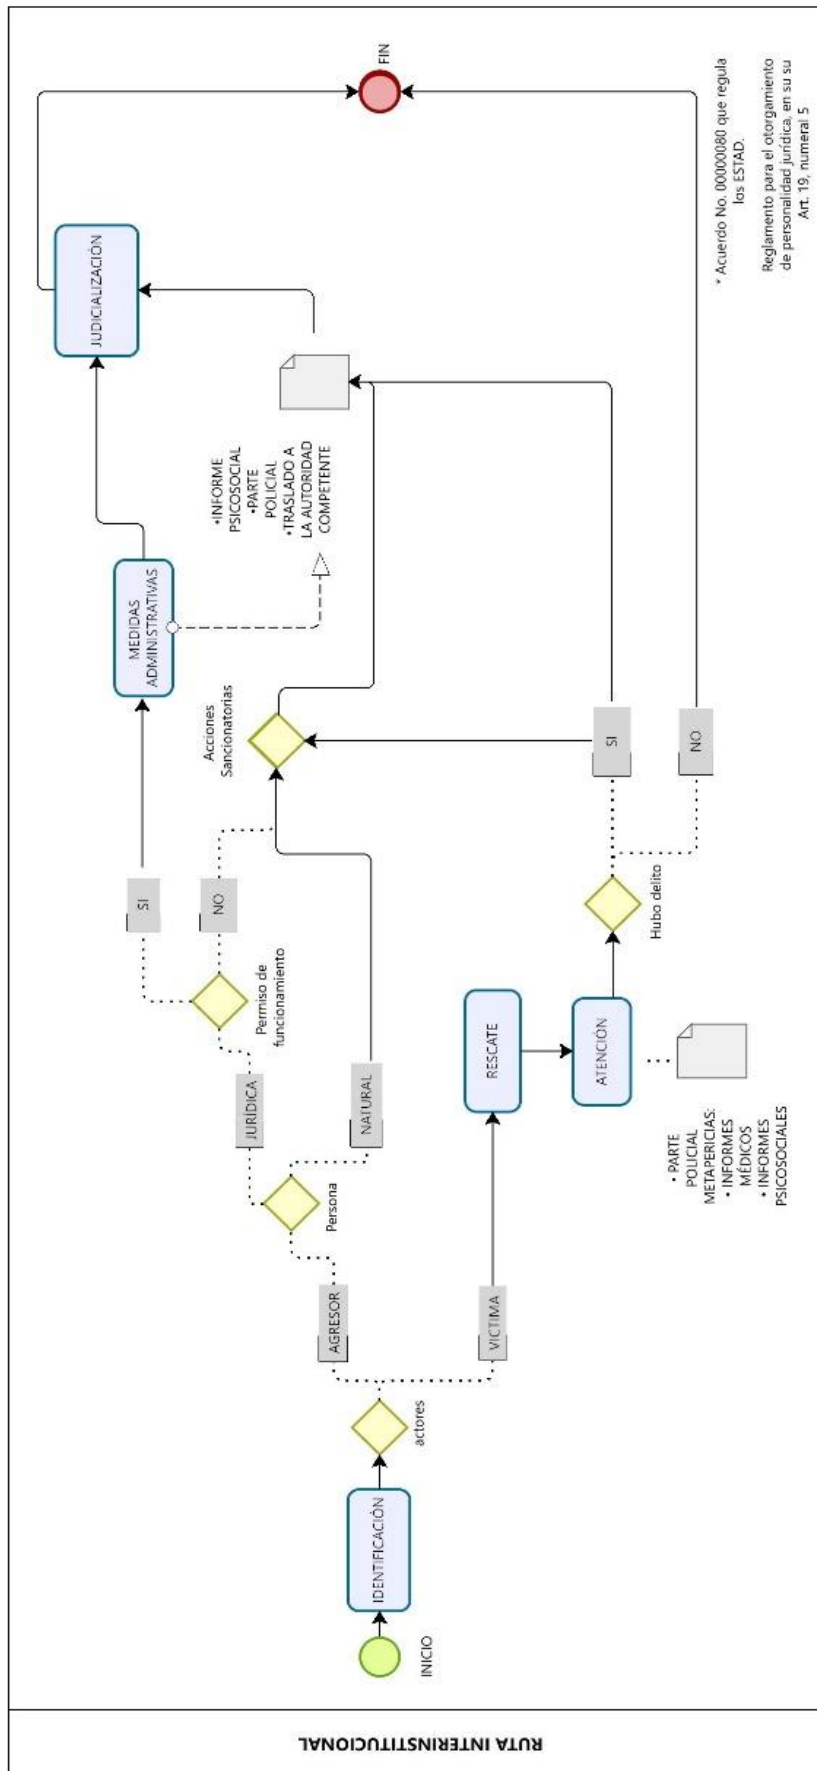 RUTA INTERINSTITUCIONAL
INICIO
IDENTIFICACIÓN
actores
AGRESOR
VICTIMA
Persona
JURÍDICA
NATURAL
Permiso de
funcionamiento
SI
NO
MEDIDAS
ADMINISTRATIVAS
Acciones
Sancionatorias
•INFORME
PSICOSOCIAL
•PARTE
POLICIAL
•TRASLADO A
LA AUTORIDAD
COMPETENTE
JUDICIALIZACIÓN
FIN
RESCATE
ATENCIÓN
• PARTE
POLICIAL
METAPERICIAS:
• INFORMES
MÉDICOS
• INFORMES
PSICOSOCIALES
Hubo delito
SI
NO
* Acuerdo No. 00000080 que regula
los ESTAD.
Reglamento para el otorgamiento
de personalidad jurídica, en su su
Art. 19, numeral 5